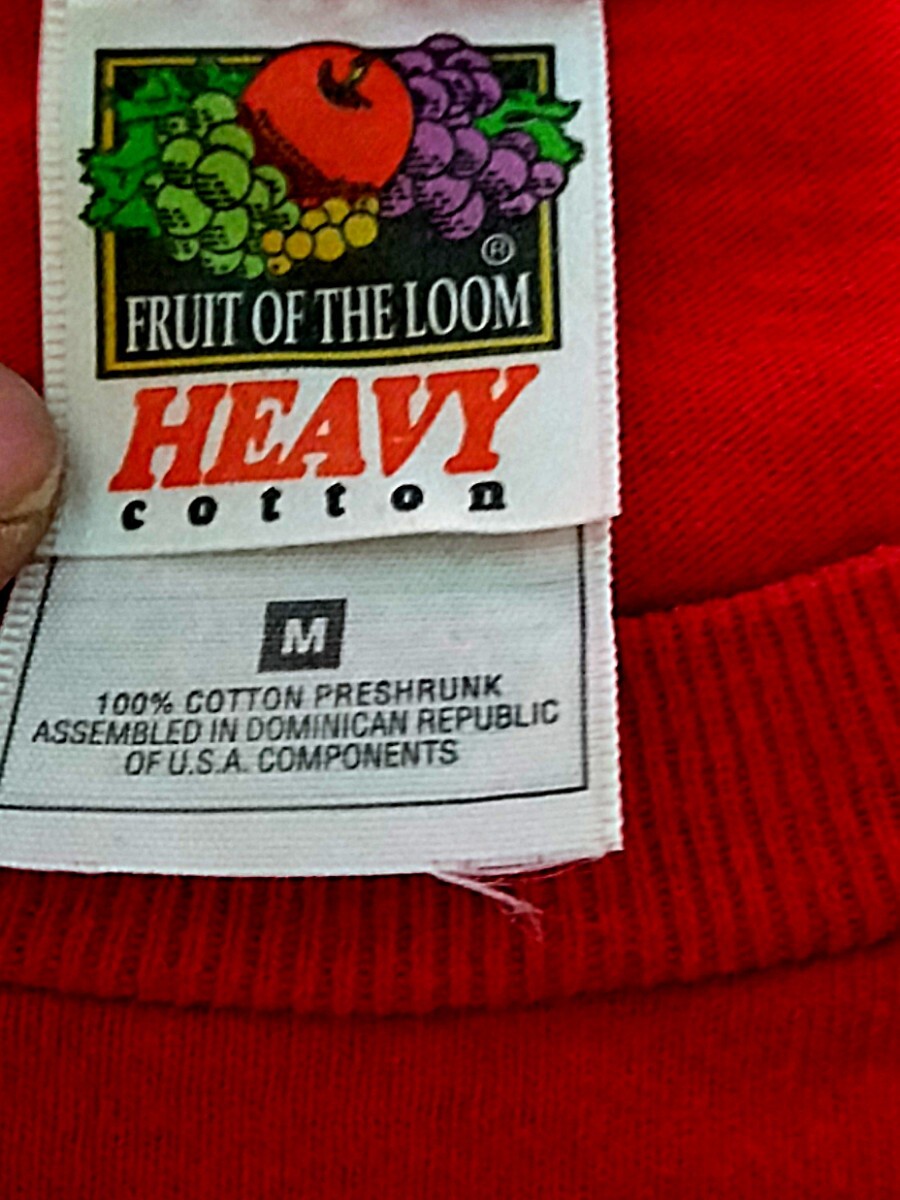 ®
FRUIT OF THE LOOM
HEAVY
cotton
M
100% COTTON PRESHRUNK
ASSEMBLED IN DOMINICAN REPUBLIC
OF U.S.A. COMPONENTS